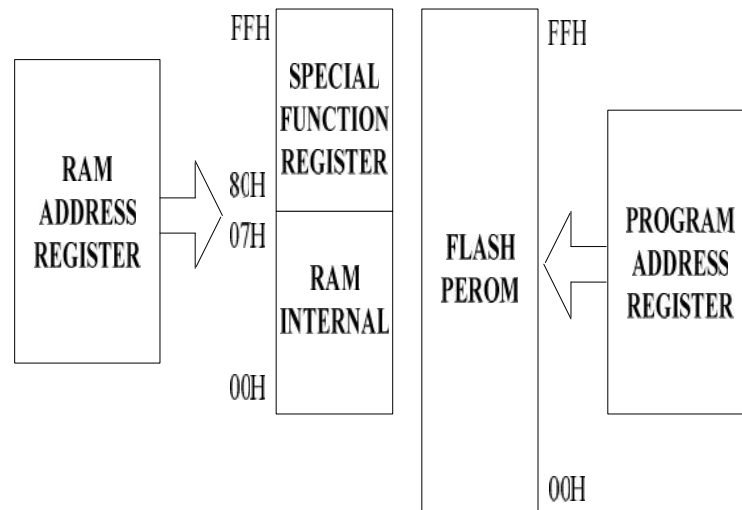 FFH
SPECIAL
FUNCTION
REGISTER
80H
07H
RAM
INTERNAL
00H
RAM
ADDRESS
REGISTER
FLASH
PEROM
FFH
00H
PROGRAM
ADDRESS
REGISTER